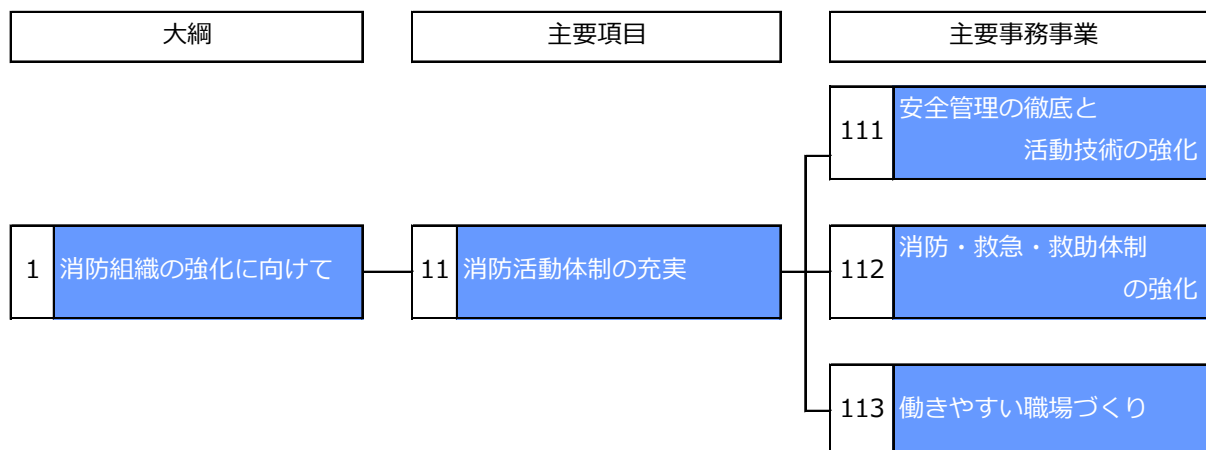 大綱
主要項目
主要事務事業
1
消防組織の強化に向けて
11
消防活動体制の充実
111
安全管理の徹底と
活動技術の強化
112
消防・救急・救助体制
の強化
113
働きやすい職場づくり